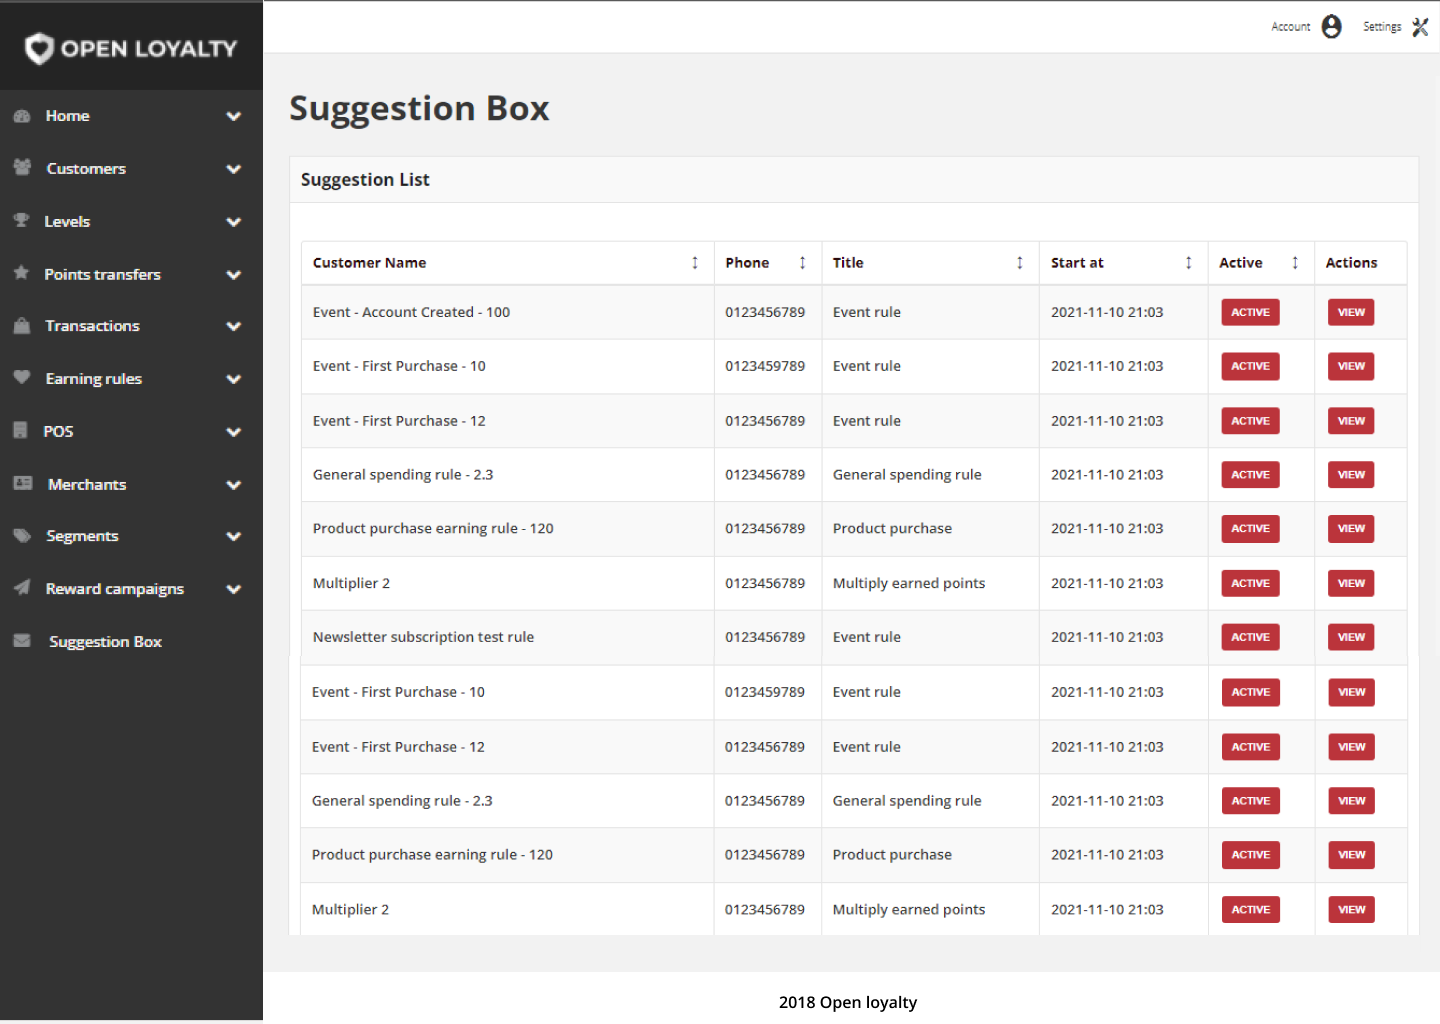 OPEN LOYALTY
Account Settings
Home
Customers
Levels
Points transfers
Transactions
Earning rules
POS
Merchants
Segments
Reward campaigns
Suggestion Box
Suggestion Box
Suggestion List
Customer Name Phone Title Start at Active Actions
Event - Account Created - 100 0123456789 Event rule 2021-11-10 21:03 ACTIVE VIEW
Event - First Purchase - 10 0123459789 Event rule 2021-11-10 21:03 ACTIVE VIEW
Event - First Purchase - 12 0123456789 Event rule 2021-11-10 21:03 ACTIVE VIEW
General spending rule - 2.3 0123456789 General spending rule 2021-11-10 21:03 ACTIVE VIEW
Product purchase earning rule - 120 0123456789 Product purchase 2021-11-10 21:03 ACTIVE VIEW
Multiplier 2 0123456789 Multiply earned points 2021-11-10 21:03 ACTIVE VIEW
Newsletter subscription test rule 0123456789 Event rule 2021-11-10 21:03 ACTIVE VIEW
Event - First Purchase - 10 0123459789 Event rule 2021-11-10 21:03 ACTIVE VIEW
Event - First Purchase - 12 0123456789 Event rule 2021-11-10 21:03 ACTIVE VIEW
General spending rule - 2.3 0123456789 General spending rule 2021-11-10 21:03 ACTIVE VIEW
Product purchase earning rule - 120 0123456789 Product purchase 2021-11-10 21:03 ACTIVE VIEW
Multiplier 2 0123456789 Multiply earned points 2021-11-10 21:03 ACTIVE VIEW
2018 Open loyalty